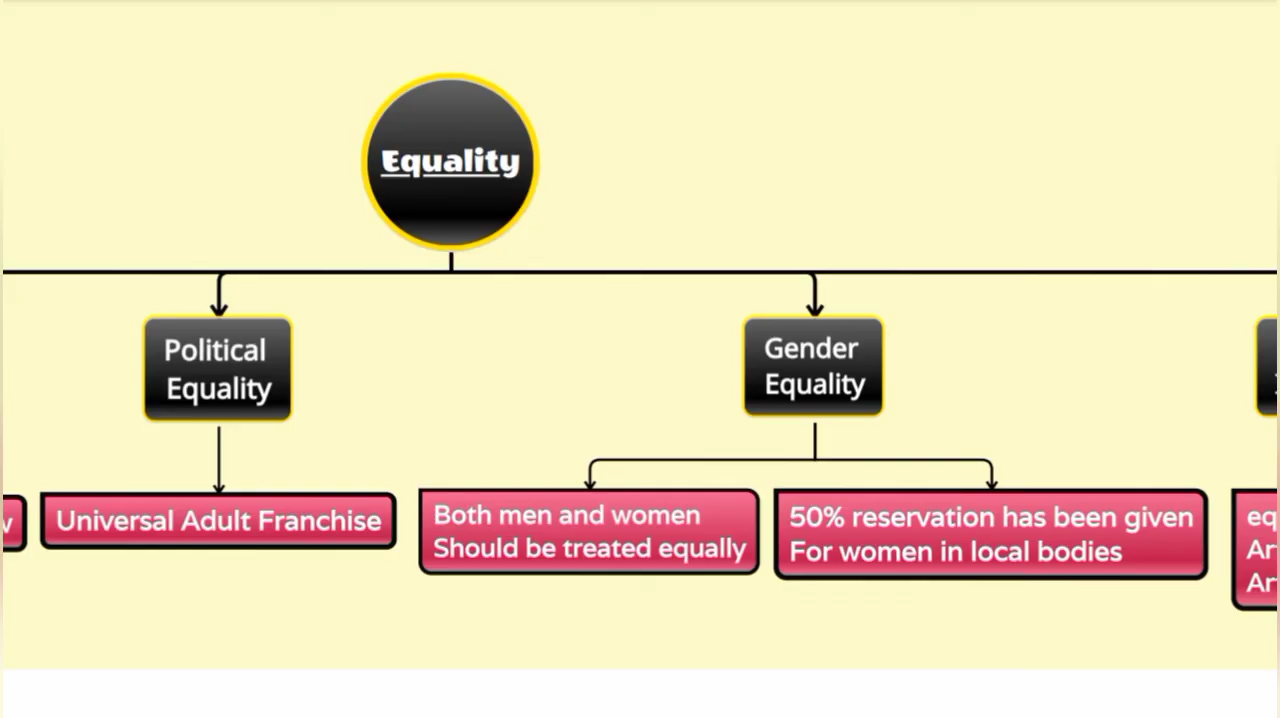 Equality
Political
Equality
Gender
Equality
Universal Adult Franchise
Both men and women
Should be treated equally
50% reservation has been given
For women in local bodies